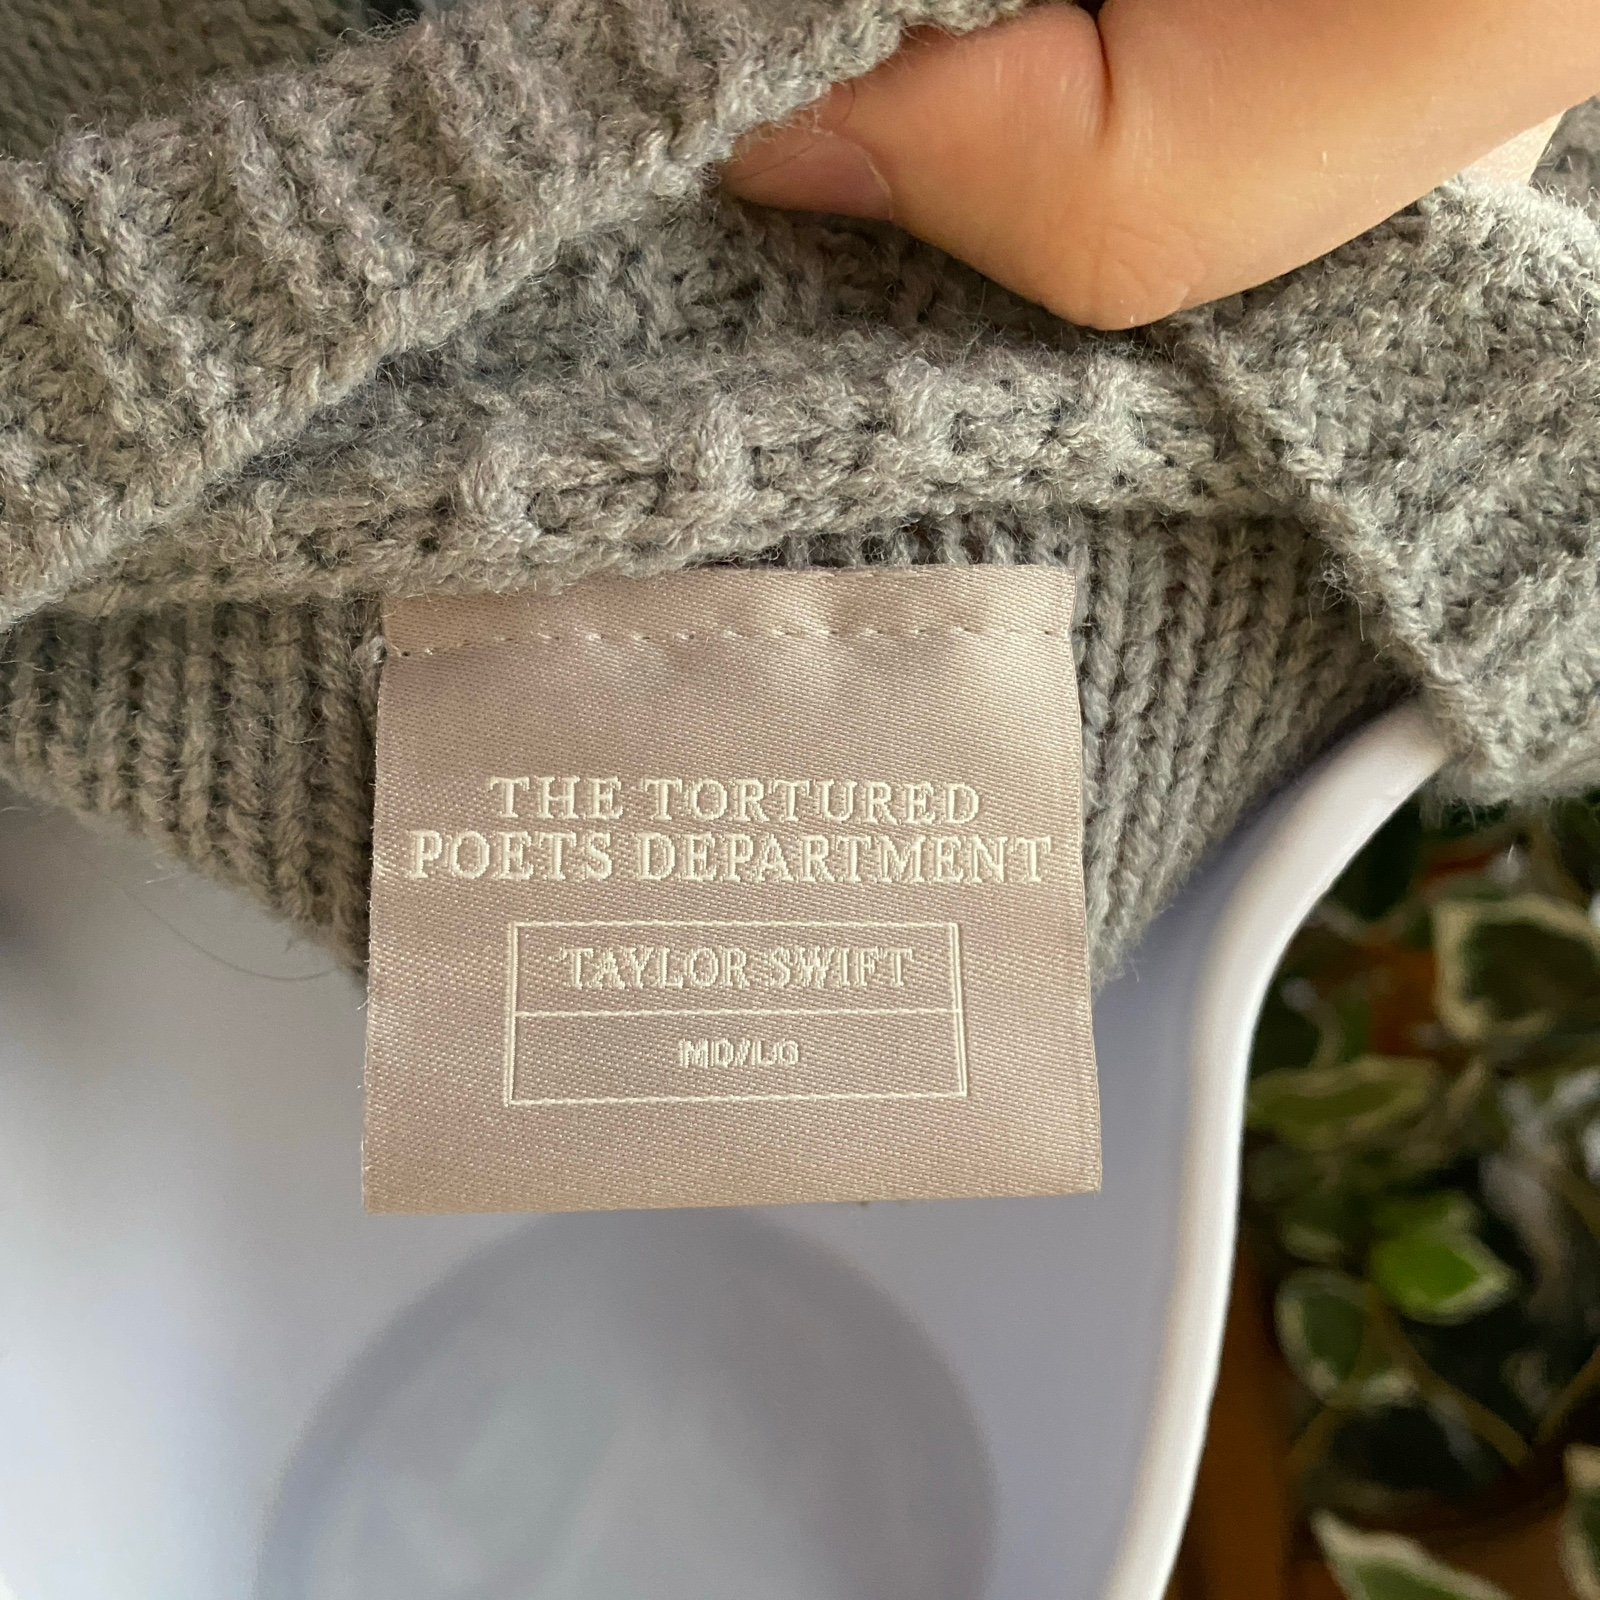 THE TORTURED
POETS DEPARTMENT
TAYLOR SWIFT
MD/LG